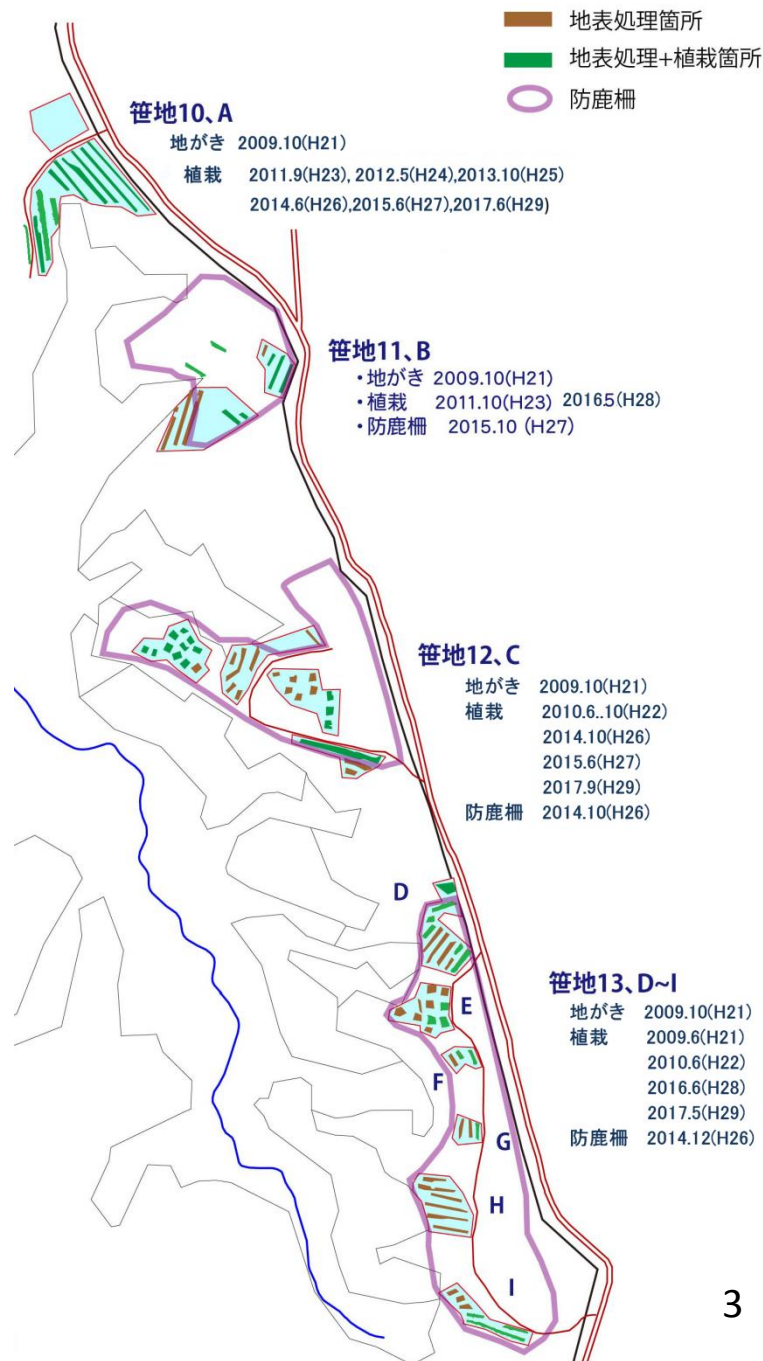 地表処理箇所
地表処理+植栽箇所
防鹿柵
笹地10、A
地がき 2009.10(H21)
植栽 2011.9(H23), 2012.5(H24),2013.10(H25)
2014.6(H26),2015.6(H27),2017.6(H29)
笹地11、B
・地がき 2009.10(H21)
・植栽 2011.10(H23) 2016.5(H28)
・防鹿柵 2015.10 (H27)
笹地12、C
地がき 2009.10(H21)
植栽 2010.6..10(H22)
2014.10(H26)
2015.6(H27)
2017.9(H29)
防鹿柵 2014.10(H26)
D
笹地13、D~I
地がき 2009.10(H21)
植栽 2009.6(H21)
2010.6(H22)
2016.6(H28)
2017.5(H29)
防鹿柵 2014.12(H26)
E
F
G
H
I
3